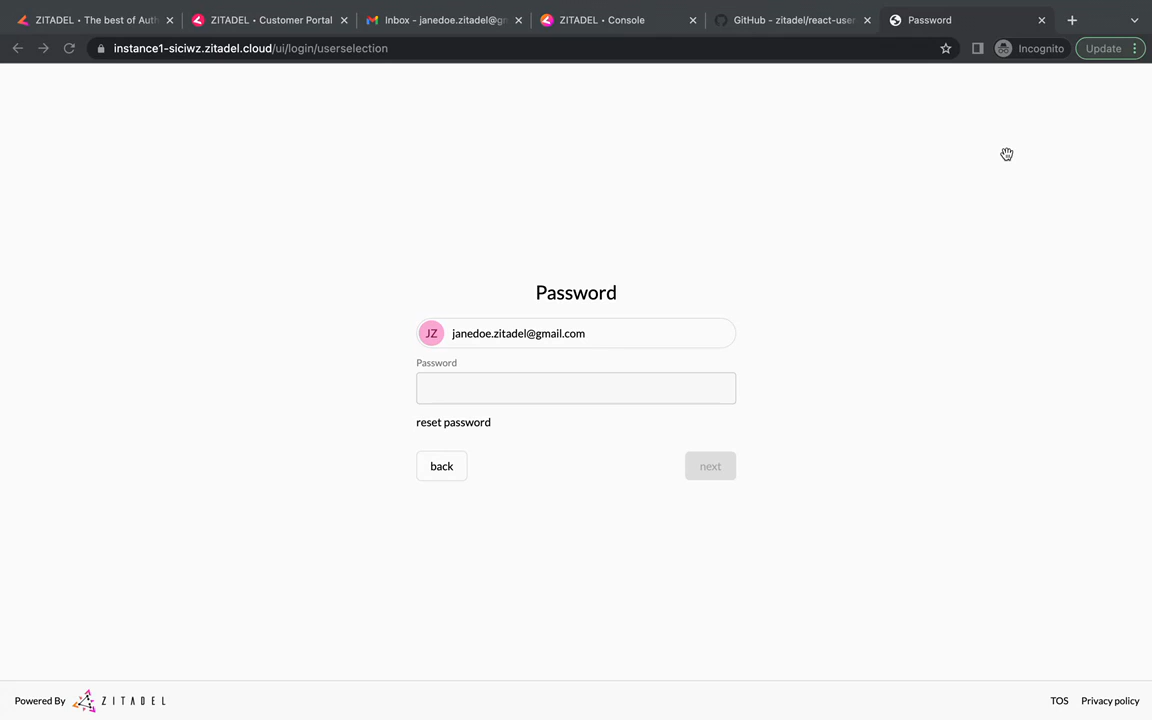 ZITADEL • The best of Auth
ZITADEL • Customer Portal
Inbox - janedoe.zitadel@gm
ZITADEL • Console
GitHub - zitadel/react-user
Password
instance1-siciwz.zitadel.cloud/ui/login/userselection
Incognito
Update
Password
JZ janedoe.zitadel@gmail.com
Password
reset password
back
next
Powered By ZITADEL
TOS Privacy policy